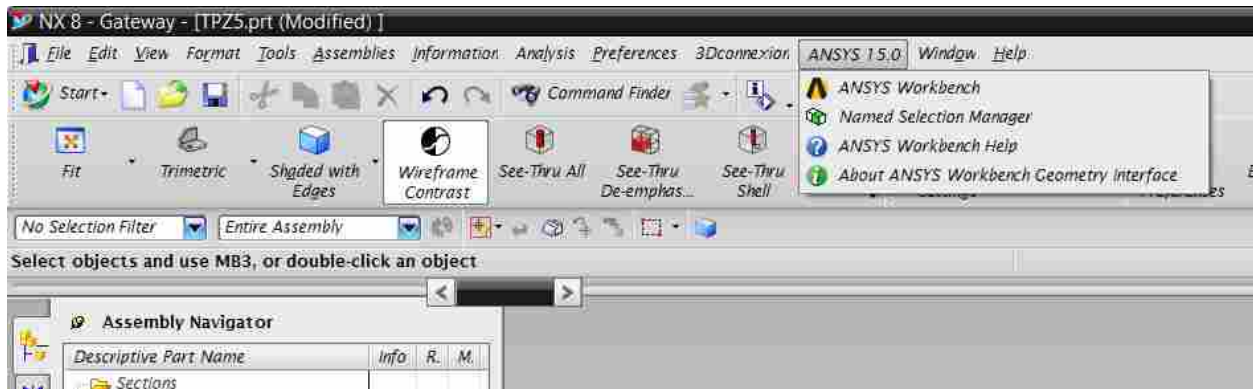 NX 8 - Gateway - [TPZ5.prt (Modified) ]
File Edit View Format Tools Assemblies Information Analysis Preferences 3Dconnexion ANSYS 15.0 Window Help
Start Command Finder
ANSYS Workbench
Named Selection Manager
ANSYS Workbench Help
About ANSYS Workbench Geometry Interface
Fit Trimetric Shaded with Edges Wireframe Contrast See-Thru All See-Thru De-emphas... See-Thru Shell
No Selection Filter Entire Assembly
Select objects and use MB3, or double-click an object
Assembly Navigator
Descriptive Part Name Info R. M.
Sections